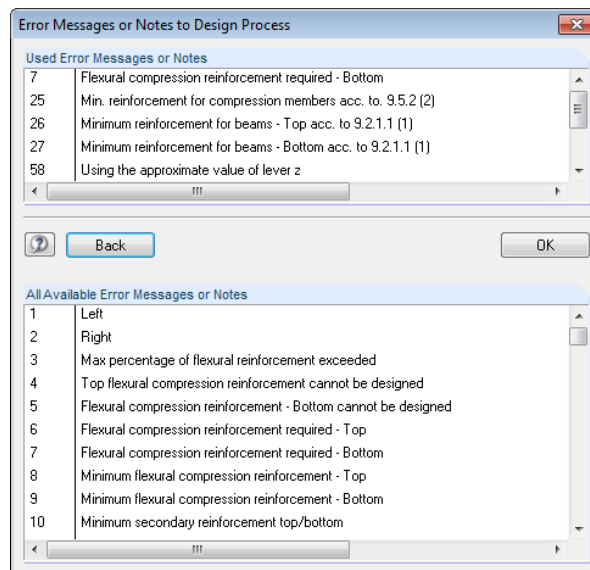 Error Messages or Notes to Design Process
Used Error Messages or Notes
7 Flexural compression reinforcement required - Bottom
25 Min. reinforcement for compression members acc. to. 9.5.2 (2)
26 Minimum reinforcement for beams - Top acc. to 9.2.1.1 (1)
27 Minimum reinforcement for beams - Bottom acc. to 9.2.1.1 (1)
58 Using the approximate value of lever z
Back OK
All Available Error Messages or Notes
1 Left
2 Right
3 Max percentage of flexural reinforcement exceeded
4 Top flexural compression reinforcement cannot be designed
5 Flexural compression reinforcement - Bottom cannot be designed
6 Flexural compression reinforcement required - Top
7 Flexural compression reinforcement required - Bottom
8 Minimum flexural compression reinforcement - Top
9 Minimum flexural compression reinforcement - Bottom
10 Minimum secondary reinforcement top/bottom